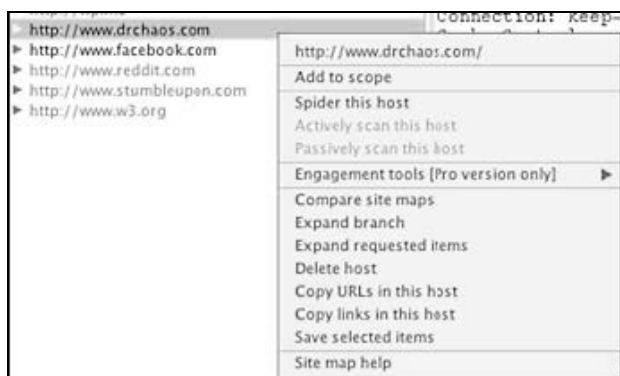 Connection: Keep-
http://www.drchaos.com
http://www.facebook.com
http://www.reddit.com
http://www.stumbleupon.com
http://www.w3.org
http://www.drchaos.com/
Add to scope
Spider this host
Actively scan this host
Passively scan this host
Engagement tools [Pro version only]
Compare site maps
Expand branch
Expand requested items
Delete host
Copy URLs in this host
Copy links in this host
Save selected items
Site map help